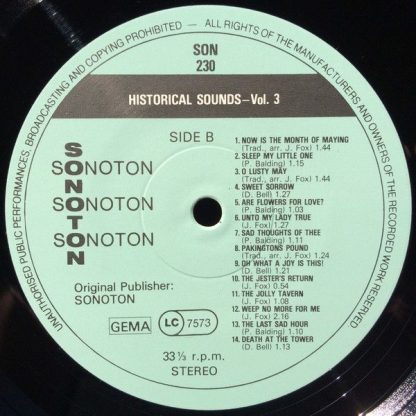 UNAUTHORISED PUBLIC PERFORMANCES, BROADCASTING AND COPYING PROHIBITED — ALL RIGHTS OF THE MANUFACTURERS AND OWNERS OF THE RECORDED WORK RESERVED.
SON
230
HISTORICAL SOUNDS—Vol. 3
SIDE B
SONOTON
SONOTON
SONOTON
SONOTON
Original Publisher:
SONOTON
GEMA
LC 7573
33⅓ r.p.m.
STEREO
1. NOW IS THE MONTH OF MAYING
(Trad., arr. J. Fox) 1.44
2. SLEEP MY LITTLE ONE
(P. Balding) 1.15
3. O LUSTY MAY
(Trad., arr. J. Fox) 1.44
4. SWEET SORROW
(D. Bell) 1.27
5. ARE FLOWERS FOR LOVE?
(P. Balding) 1.03
6. UNTO MY LADY TRUE
(J. Fox) 1.27
7. SAD THOUGHTS OF THEE
(P. Balding) 1.11
8. PAKINGTONS POUND
(Trad., arr. J. Fox) 1.24
9. OH WHAT A JOY IS THIS!
(D. Bell) 1.21
10. THE JESTER'S RETURN
(J. Fox) 0.54
11. THE JOLLY TAVERN
(J. Fox) 1.08
12. WEEP NO MORE FOR ME
(J. Fox) 2.16
13. THE LAST SAD HOUR
(P. Balding) 1.10
14. DEATH AT THE TOWER
(D. Bell) 1.13